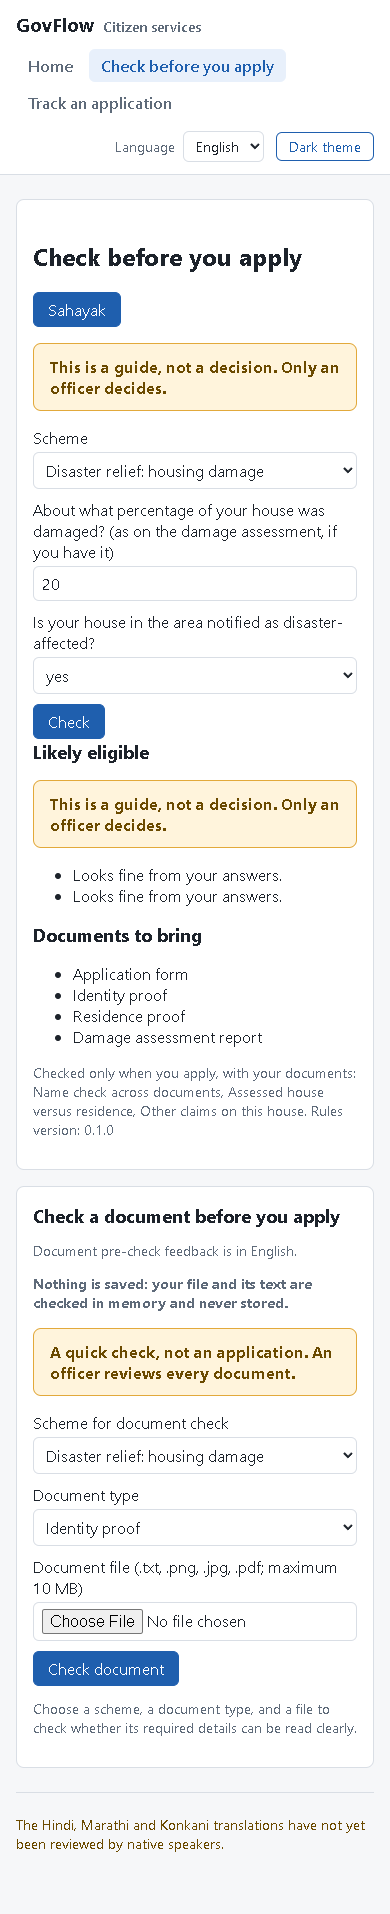 GovFlow Citizen services
Home Check before you apply
Track an application
Language English Dark theme
Check before you apply
Sahayak
This is a guide, not a decision. Only an
officer decides.
Scheme
Disaster relief: housing damage
About what percentage of your house was
damaged? (as on the damage assessment, if
you have it)
20
Is your house in the area notified as disaster-
affected?
yes
Check
Likely eligible
This is a guide, not a decision. Only an
officer decides.
Looks fine from your answers.
Looks fine from your answers.
Documents to bring
Application form
Identity proof
Residence proof
Damage assessment report
Checked only when you apply, with your documents:
Name check across documents, Assessed house
versus residence, Other claims on this house. Rules
version: 0.1.0
Check a document before you apply
Document pre-check feedback is in English.
Nothing is saved: your file and its text are
checked in memory and never stored.
A quick check, not an application. An
officer reviews every document.
Scheme for document check
Disaster relief: housing damage
Document type
Identity proof
Document file (.txt, .png, .jpg, .pdf; maximum
10 MB)
Choose File No file chosen
Check document
Choose a scheme, a document type, and a file to
check whether its required details can be read clearly.
The Hindi, Marathi and Konkani translations have not yet
been reviewed by native speakers.